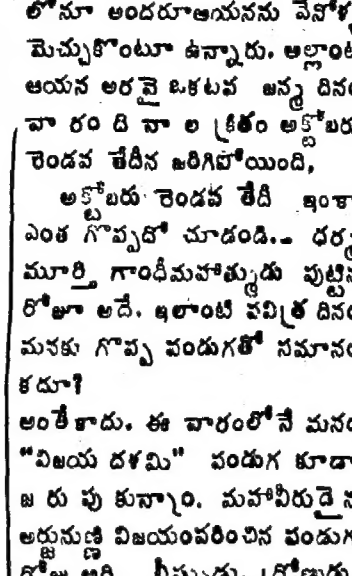 లోనూ అందరూఆయనను వేనోళ్ళ
మెచ్చుకొంటూ ఉన్నారు. అల్లాంటి
ఆయన అరవై ఒకటవ జన్మ దినం
వారం దినాల క్రితం అక్టోబరు
రెండవ తేదీన జరిగిపోయింది,
అక్టోబరు రెండవ తేదీ ఇంకా
ఎంత గొప్పదో చూడండి.. ధర్మ
మూర్తి గాంధీమహాత్ముడు పుట్టిన
రోజూ అదే. ఇలాంటి పవిత్ర దినం
మనకు గొప్ప పండుగతో సమానం
కదూ?
అంతేకాదు. ఈ వారంలోనే మనం
"విజయ దశమి" పండుగ కూడా
జరుపుకున్నాం. మహావీరుడైన
అర్జునుణ్ణి విజయంవరించిన పండుగ